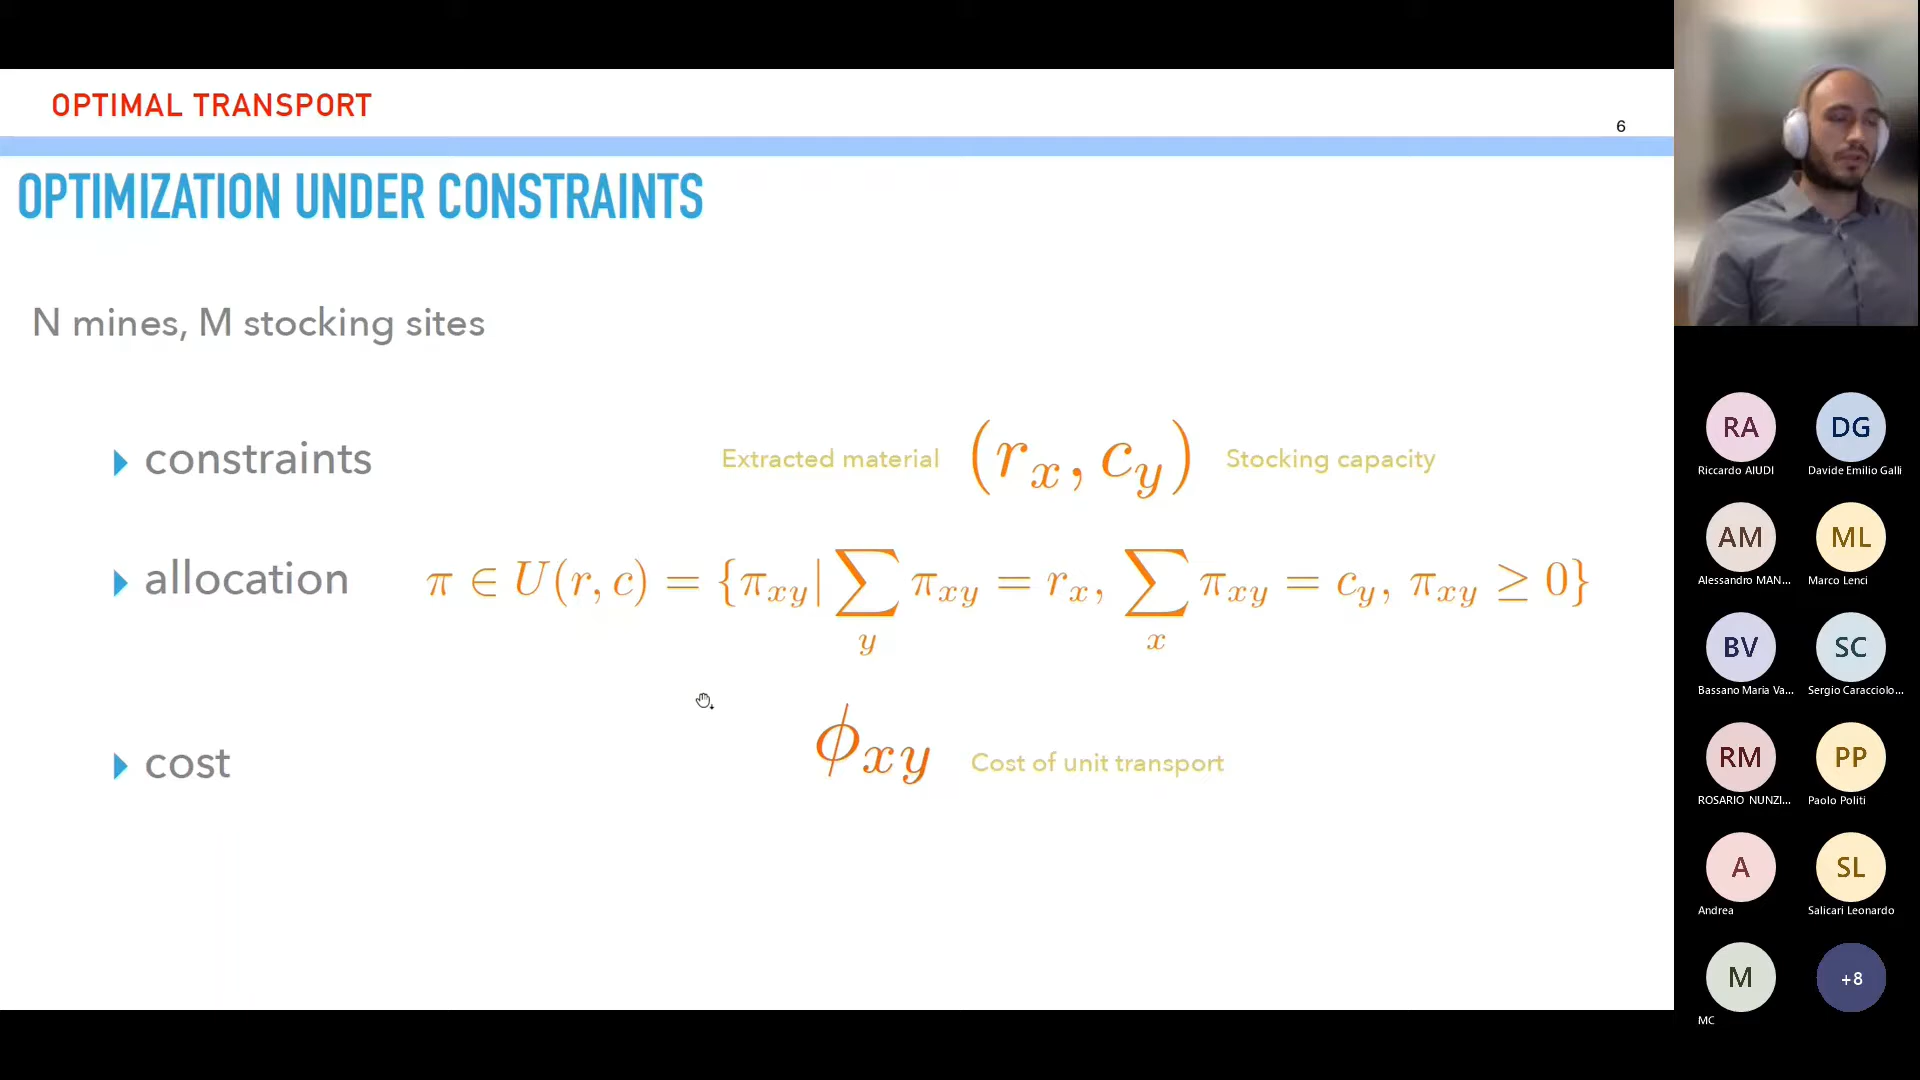 OPTIMAL TRANSPORT
6
OPTIMIZATION UNDER CONSTRAINTS
N mines, M stocking sites
constraints
Extracted material (r_x, c_y) Stocking capacity
allocation π ∈ U(r, c) = {π_xy| ∑_y π_xy = r_x, ∑_x π_xy = c_y, π_xy ≥ 0}
cost ϕ_xy Cost of unit transport
RA DG
Riccardo AIUDI Davide Emilio Galli
AM ML
Alessandro MAN... Marco Lenci
BV SC
Bassano Maria Va... Sergio Caracciolo...
RM PP
ROSARIO NUNZI... Paolo Politi
A SL
Andrea Salicari Leonardo
M +8
MC